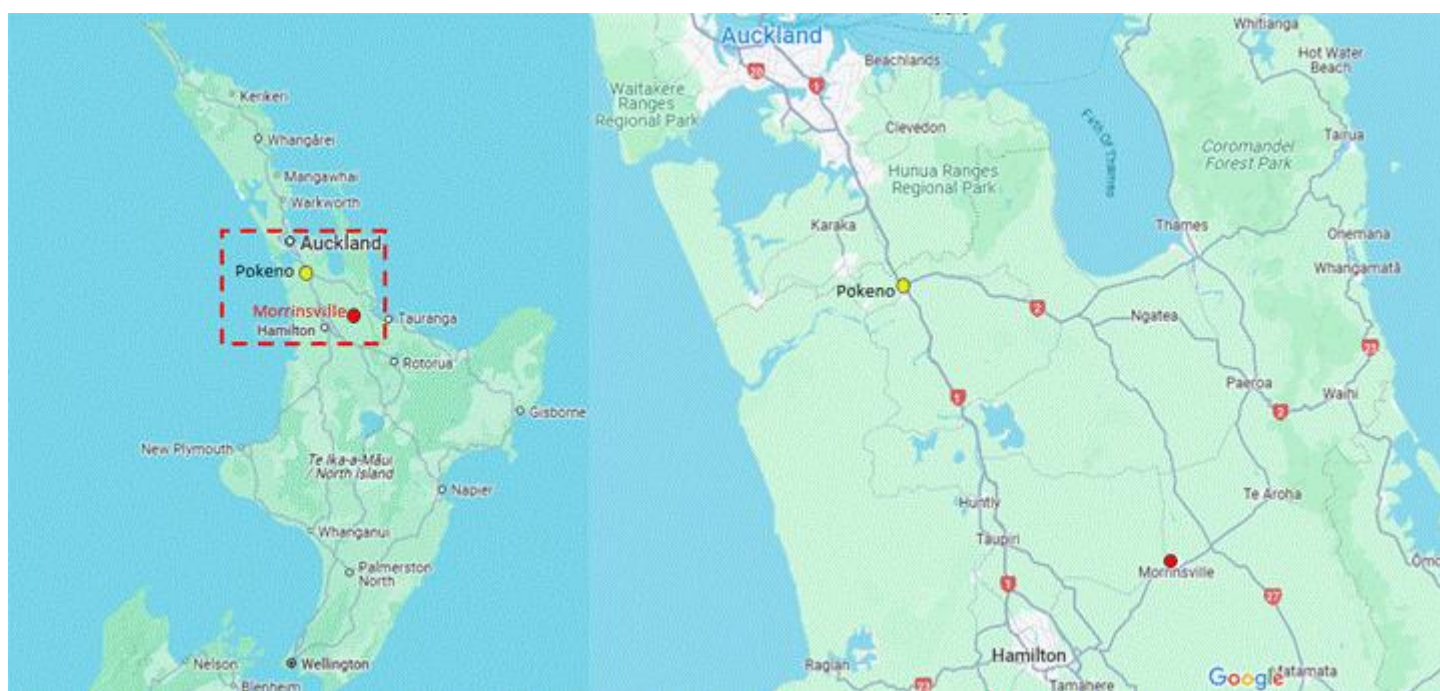 Kerikeri
Whangārei
Mangawhai
Warkworth
Auckland
Pokeno
Morrinsville
Hamilton
Tauranga
Rotorua
Gisborne
New Plymouth
Te Ika-a-Māui
/ North Island
Napier
Whanganui
Palmerston
North
Nelson
Wellington
Blenheim
Auckland
20
1
Beachlands
Waitakere
Ranges
Regional Park
Clevedon
Hunua Ranges
Regional Park
Firth Of Thames
Whitianga
Hot Water
Beach
Tairua
Coromandel
Forest Park
Karaka
Thames
Onemana
Whangamatā
Pokeno
2
Ngatea
25
1
Paeroa
Waihi
2
Huntly
Te Aroha
Taupiri
Morrinsville
1
27
Raglan
Hamilton
23
Tamahere
Google
Matamata